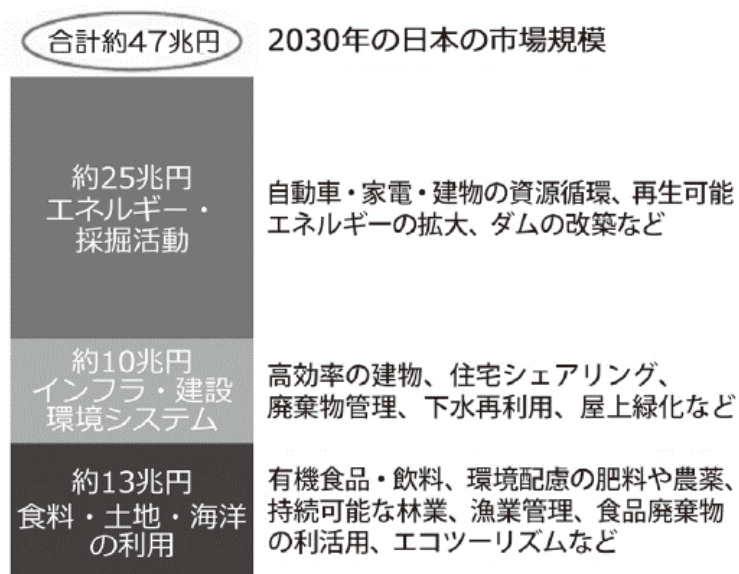 合計約47兆円 2030年の日本の市場規模
約25兆円
エネルギー・
採掘活動
自動車・家電・建物の資源循環、再生可能
エネルギーの拡大、ダムの改築など
約10兆円
インフラ・建設
環境システム
高効率の建物、住宅シェアリング、
廃棄物管理、下水再利用、屋上緑化など
約13兆円
食料・土地・海洋
の利用
有機食品・飲料、環境配慮の肥料や農薬、
持続可能な林業、漁業管理、食品廃棄物
の利活用、エコツーリズムなど